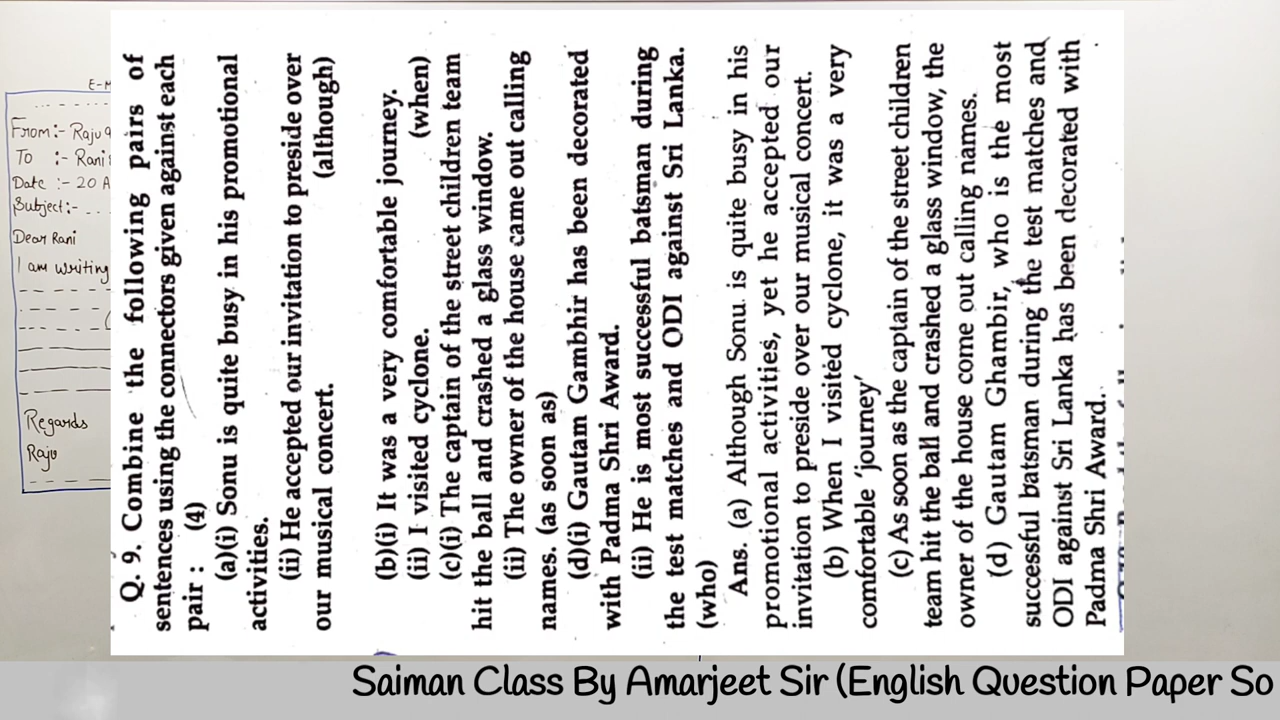 E-M
From:- Raju
To :- Rani
Date :- 20 A
Subject:-
Dear Rani
I am writing
Regards
Raju
Q. 9. Combine the following pairs of
sentences using the connectors given against each
pair : (4)
(a)(i) Sonu is quite busy in his promotional
activities.
(ii) He accepted our invitation to preside over
our musical concert. (although)
(b)(i) It was a very comfortable journey.
(ii) I visited cyclone. (when)
(c)(i) The captain of the street children team
hit the ball and crashed a glass window.
(ii) The owner of the house came out calling
names. (as soon as)
(d)(i) Gautam Gambhir has been decorated
with Padma Shri Award.
(ii) He is most successful batsman during
the test matches and ODI against Sri Lanka.
(who)
Ans. (a) Although Sonu is quite busy in his
promotional activities, yet he accepted our
invitation to preside over our musical concert.
(b) When I visited cyclone, it was a very
comfortable 'journey'
(c) As soon as the captain of the street children
team hit the ball and crashed a glass window, the
owner of the house come out calling names.
(d) Gautam Ghambir, who is the most
successful batsman during the test matches and
ODI against Sri Lanka has been decorated with
Padma Shri Award.
Saiman Class By Amarjeet Sir (English Question Paper So